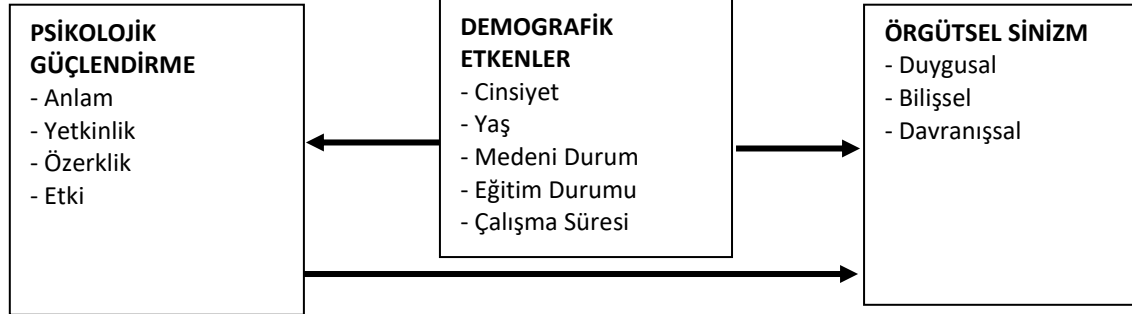 PSİKOLOJİK
GÜÇLENDİRME
- Anlam
- Yetkinlik
- Özerklik
- Etki
DEMOGRAFİK
ETKENLER
- Cinsiyet
- Yaş
- Medeni Durum
- Eğitim Durumu
- Çalışma Süresi
ÖRGÜTSEL SİNİZM
- Duygusal
- Bilişsel
- Davranışsal